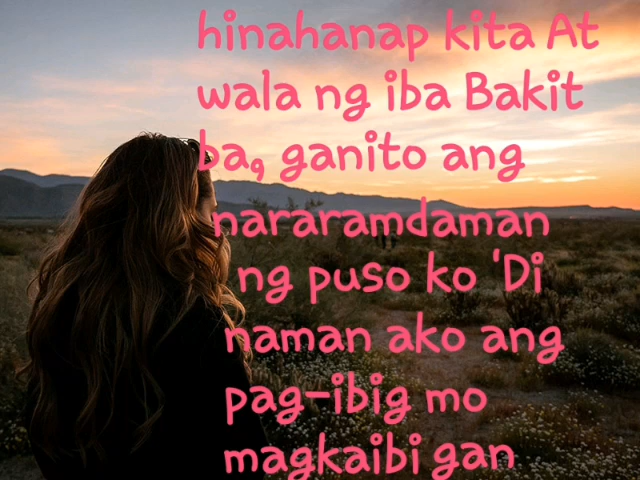 hinahanap kita At
wala ng iba Bakit
ba, ganito ang
nararamdaman
ng puso ko 'Di
naman ako ang
pag-ibig mo
magkaibi gan